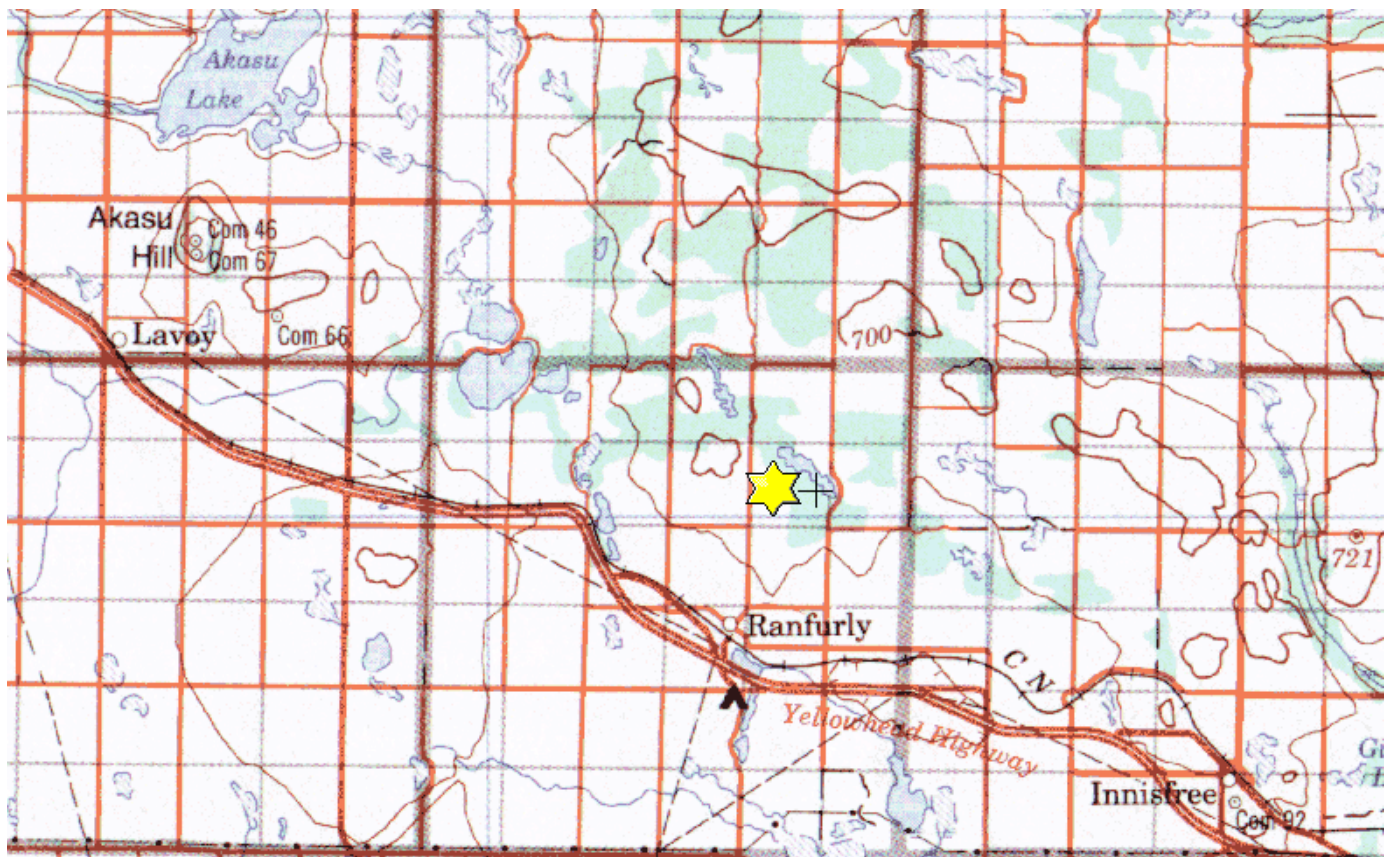 Akasu
Lake
Akasu
Hill
Com 46
Com 67
Com 66
Lavoy
700
721
Ranfurly
CN
Yellowhead Highway
Innisfree
Com 92